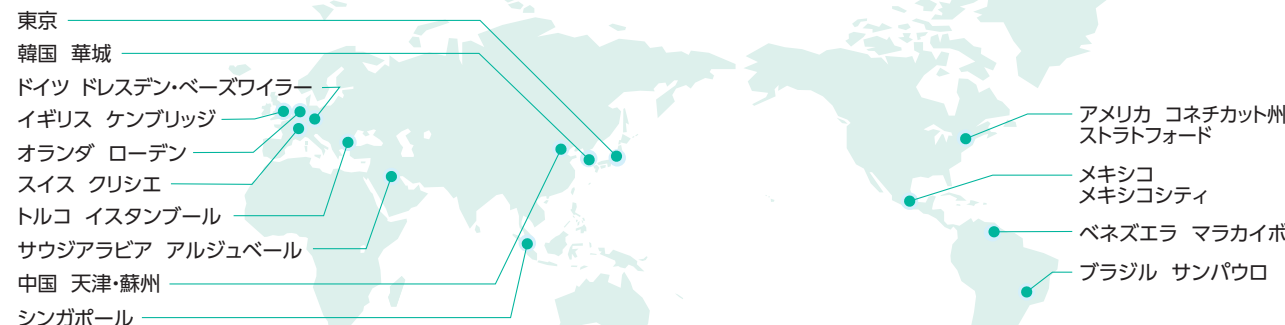 東京
韓国 華城
ドイツ ドレスデン・ベーズワイラー
イギリス ケンブリッジ
オランダ ローデン
スイス クリシエ
トルコ イスタンブール
サウジアラビア アルジュベール
中国 天津・蘇州
シンガポール
アメリカ コネチカット州
ストラトフォード
メキシコ
メキシコシティ
ベネズエラ マラカイボ
ブラジル サンパウロ